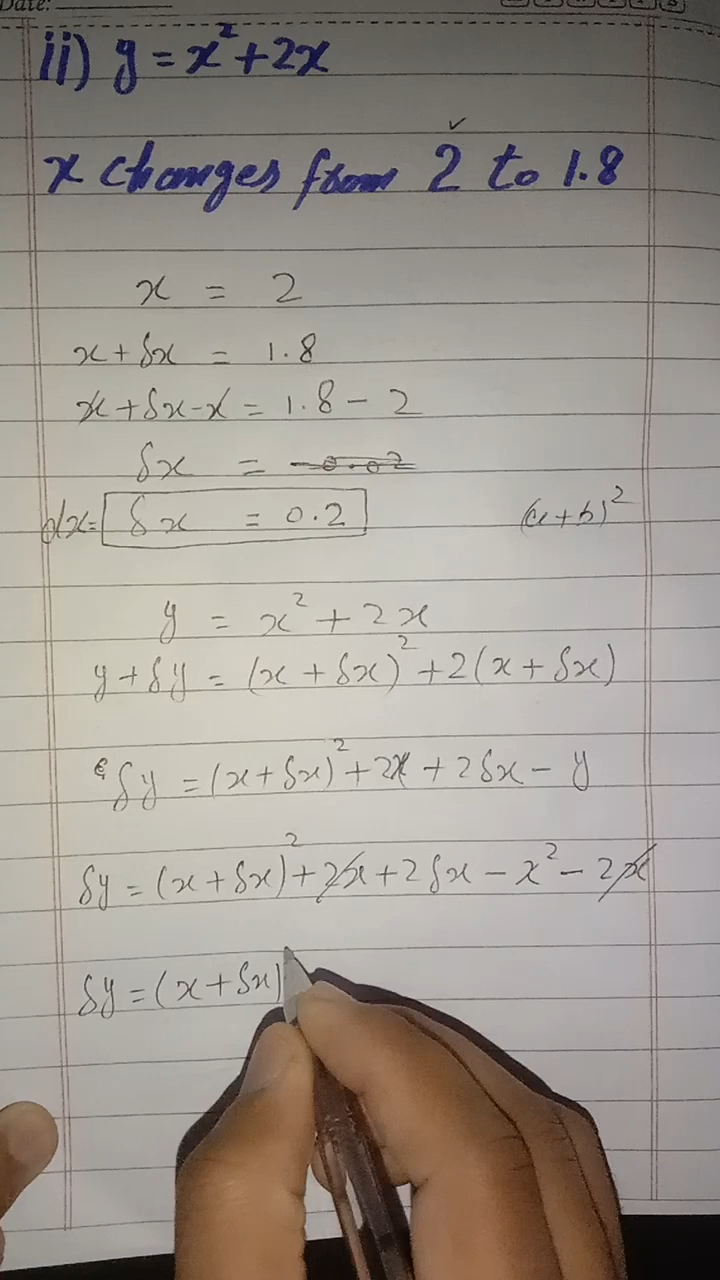 Date:
ii) y = x² + 2x
x changes from 2 to 1.8
x = 2
x + δx = 1.8
x + δx - x = 1.8 - 2
δx = -0.02
dx= δx = 0.2 (a+b)²
y = x² + 2x
y + δy = (x + δx)² + 2(x + δx)
δy = (x + δx)² + 2x + 2δx - y
δy = (x + δx)² + 2x + 2δx - x² - 2x
δy = (x + δx)